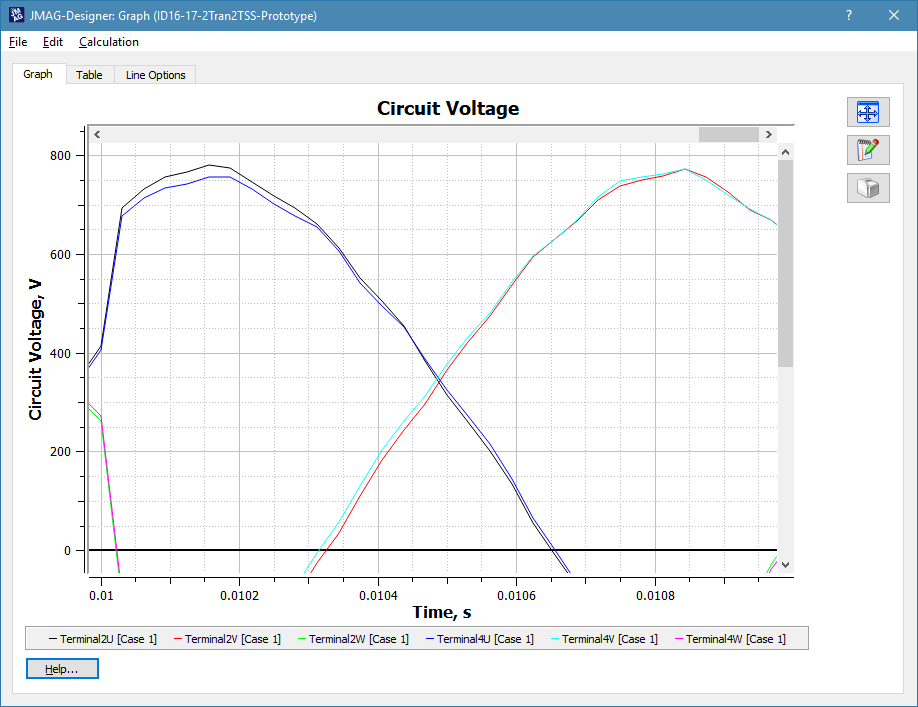 JMAG-Designer: Graph (ID16-17-2Tran2TSS-Prototype)
File Edit Calculation
Graph Table Line Options
Circuit Voltage
800
600
400
200
0
Circuit Voltage, V
0.01 0.0102 0.0104 0.0106 0.0108
Time, s
Terminal2U [Case 1] Terminal2V [Case 1] Terminal2W [Case 1] Terminal4U [Case 1] Terminal4V [Case 1] Terminal4W [Case 1]
Help...